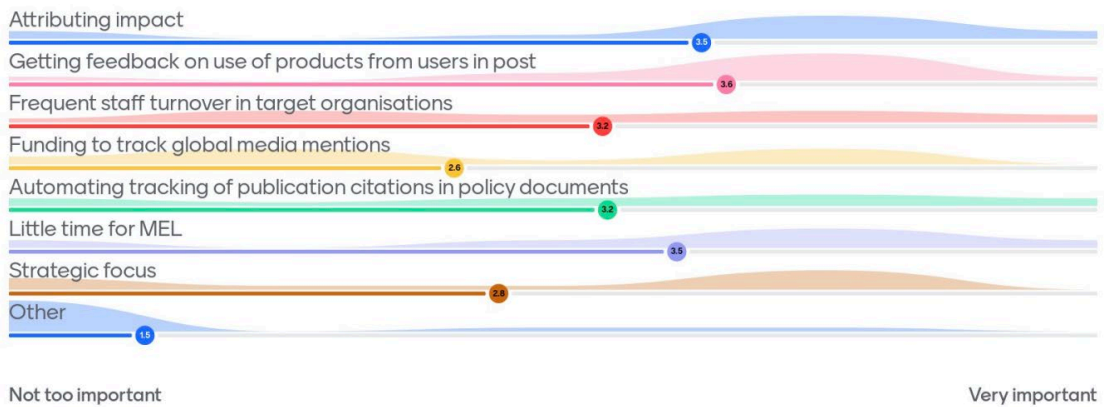 Attributing impact
3.5
Getting feedback on use of products from users in post
3.6
Frequent staff turnover in target organisations
3.2
Funding to track global media mentions
2.6
Automating tracking of publication citations in policy documents
3.2
Little time for MEL
3.5
Strategic focus
2.8
Other
1.5
Not too important
Very important